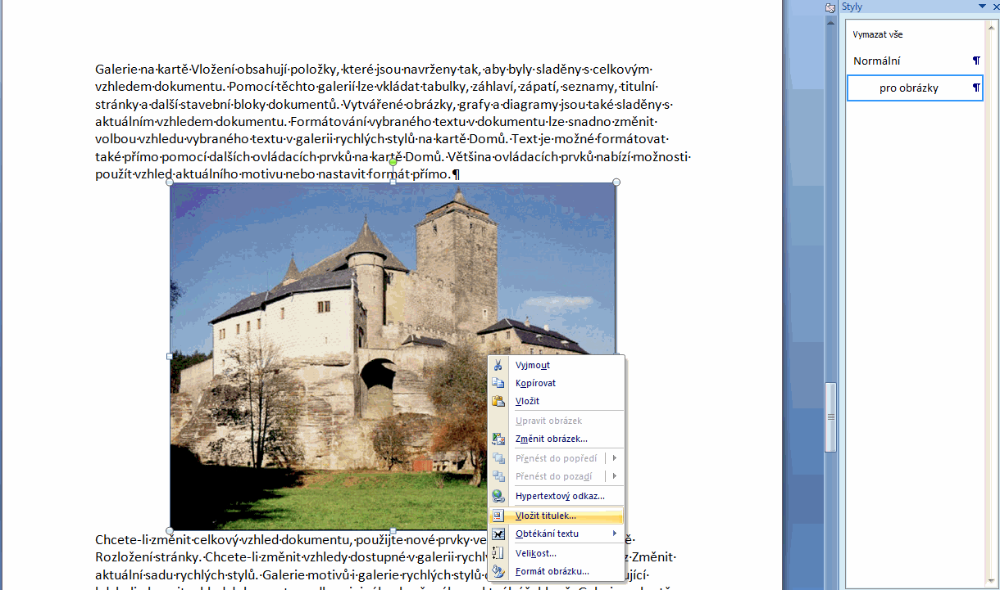 Galerie·na·kartě·Vložení·obsahují·položky,·které·jsou·navrženy·tak,·aby·byly·sladěny·s·celkovým·
vzhledem·dokumentu.·Pomocí·těchto·galerií·lze·vkládat·tabulky,·záhlaví,·zápatí,·seznamy,·titulní·
stránky·a·další·stavební·bloky·dokumentů.·Vytvářené·obrázky,·grafy·a·diagramy·jsou·také·sladěny·s·
aktuálním·vzhledem·dokumentu.·Formátování·vybraného·textu·v·dokumentu·lze·snadno·změnit·
volbou·vzhledu·vybraného·textu·v·galerii·rychlých·stylů·na·kartě·Domů.·Text·je·možné·formátovat·
také·přímo·pomocí·dalších·ovládacích·prvků·na·kartě·Domů.·Většina·ovládacích·prvků·nabízí·možnosti·
použít·vzhled·aktuálního·motivu·nebo·nastavit·formát·přímo.¶
Vyjmout
Kopírovat
Vložit
Upravit obrázek
Změnit obrázek...
Přenést do popředí
Přenést do pozadí
Hypertextový odkaz...
Vložit titulek...
Obtékání textu
Velikost...
Formát obrázku...
Chcete-li·změnit·celkový·vzhled·dokumentu,·použijte·nové·prvky·
Rozložení·stránky.·Chcete-li·změnit·vzhledy·dostupné·v·galerii· Změnit·
aktuální·sadu·rychlých·stylů.·Galerie·motivů·i·galerie·rychlých·stylů·
Styly
Vymazat vše
Normální ¶
pro obrázky ¶